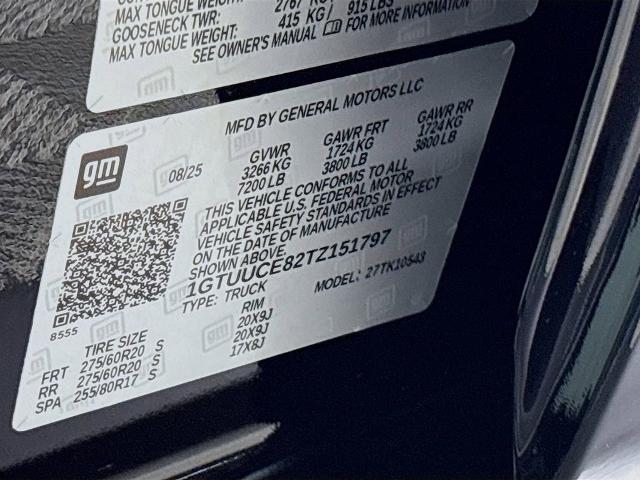 MAX TONGUE WEIGHT:
GOOSENECK TWR: 415 KG/ 915 LBS
MAX TONGUE WEIGHT:
SEE OWNER'S MANUAL FOR MORE INFORMATION
gm
08/25
MFD BY GENERAL MOTORS LLC
GVWR GAWR FRT GAWR RR
3266 KG 1724 KG 1724 KG
7200 LB 3800 LB 3800 LB
THIS VEHICLE CONFORMS TO ALL
APPLICABLE U.S. FEDERAL MOTOR
VEHICLE SAFETY STANDARDS IN EFFECT
ON THE DATE OF MANUFACTURE
SHOWN ABOVE
1GTUUCE82TZ151797
TYPE: TRUCK MODEL: 27TK10543
8555
TIRE SIZE RIM
FRT 275/60R20 S 20X9J
RR 275/60R20 S 20X9J
SPA 255/80R17 S 17X8J